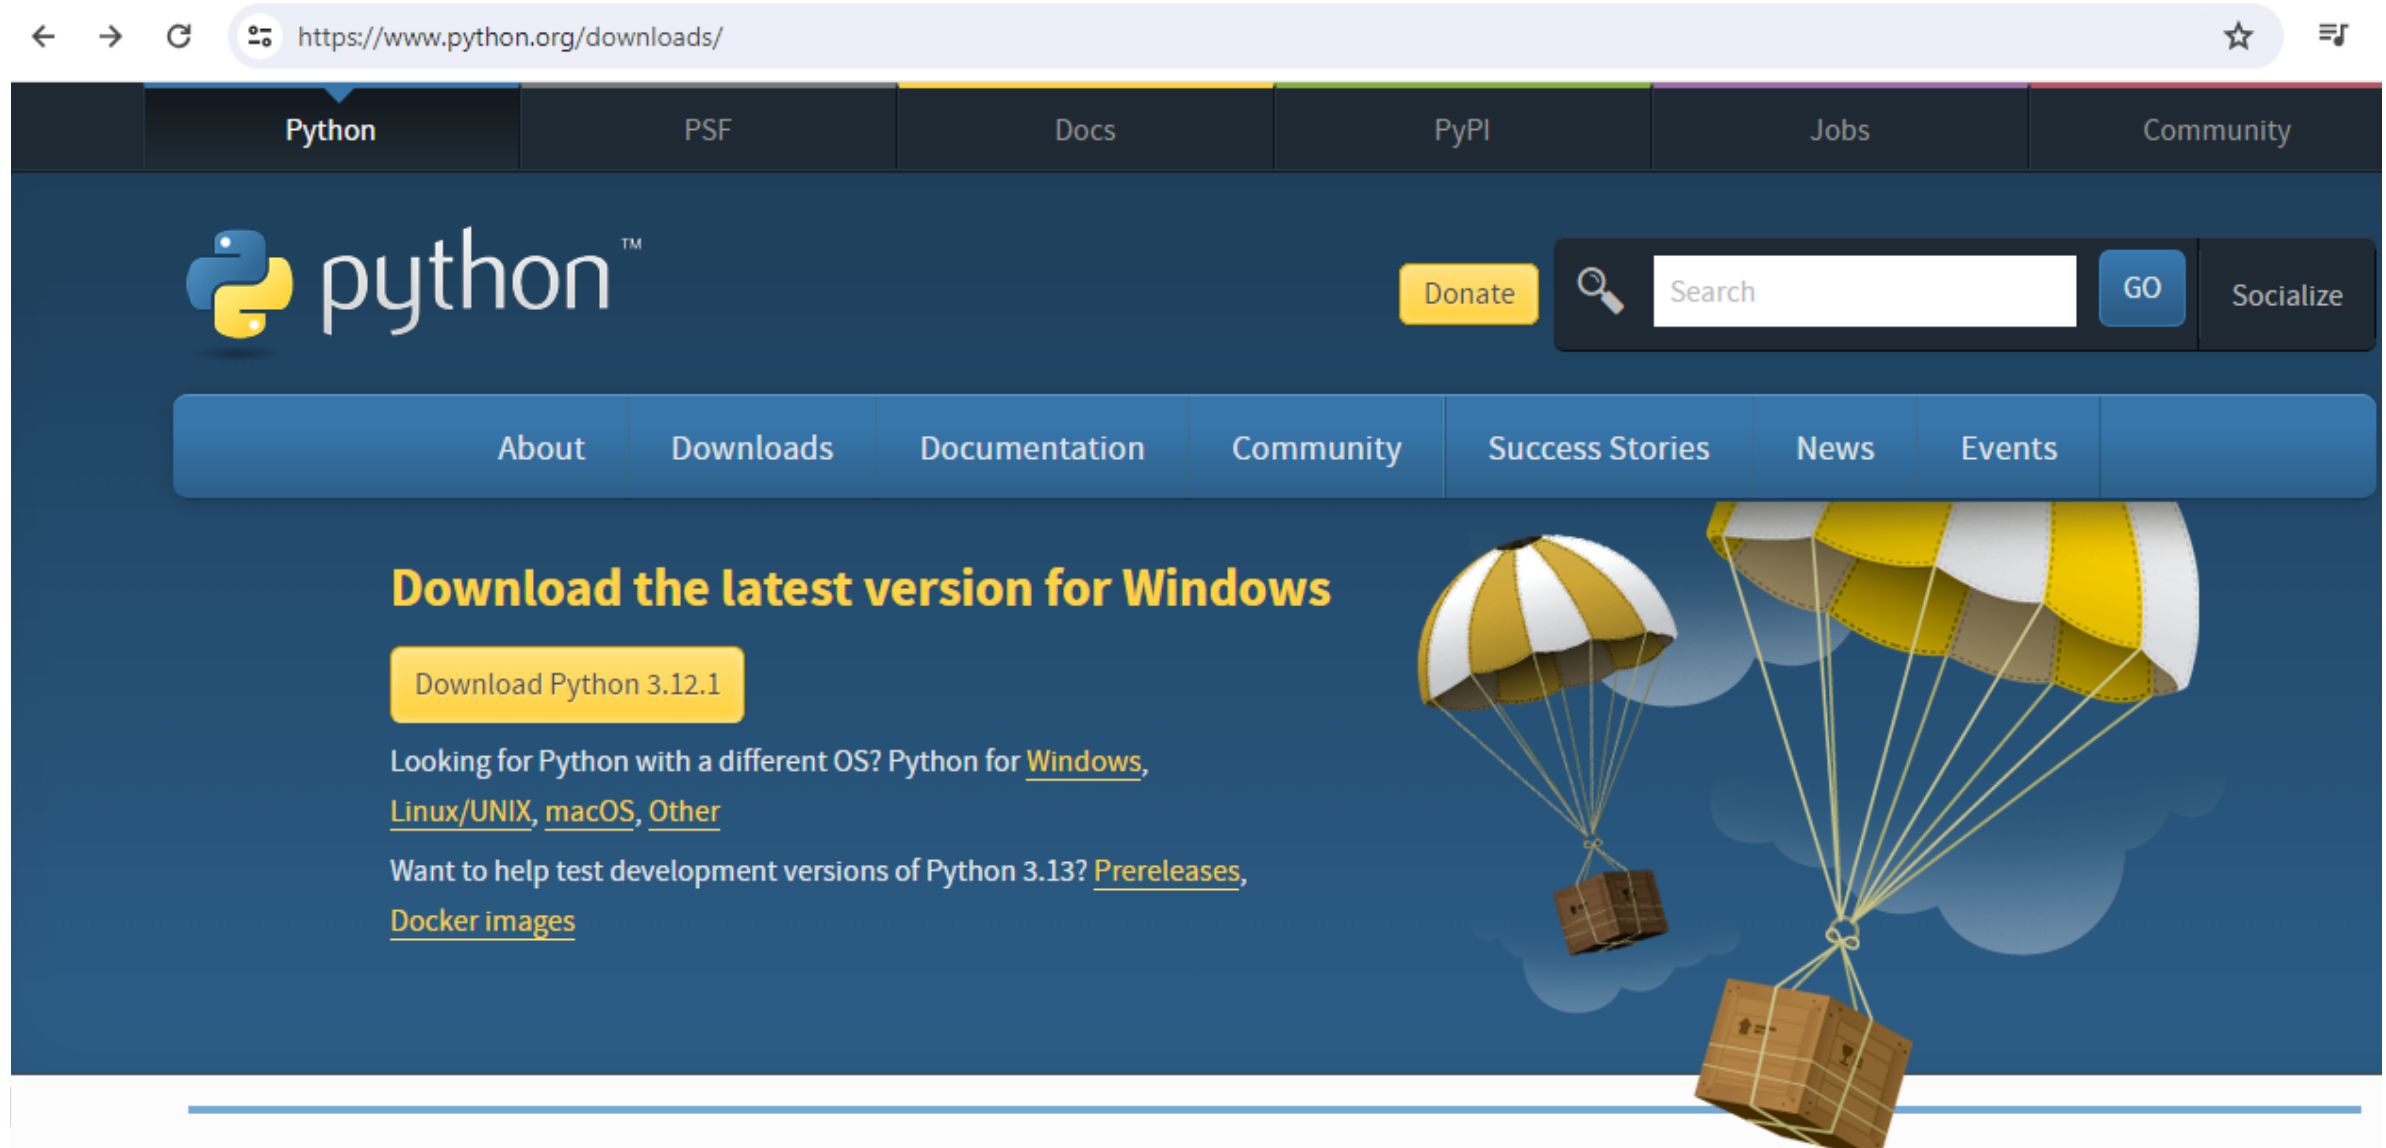 https://www.python.org/downloads/
Python PSF Docs PyPI Jobs Community
python™
Donate Search GO Socialize
About Downloads Documentation Community Success Stories News Events
Download the latest version for Windows
Download Python 3.12.1
Looking for Python with a different OS? Python for Windows,
Linux/UNIX, macOS, Other
Want to help test development versions of Python 3.13? Prereleases,
Docker images